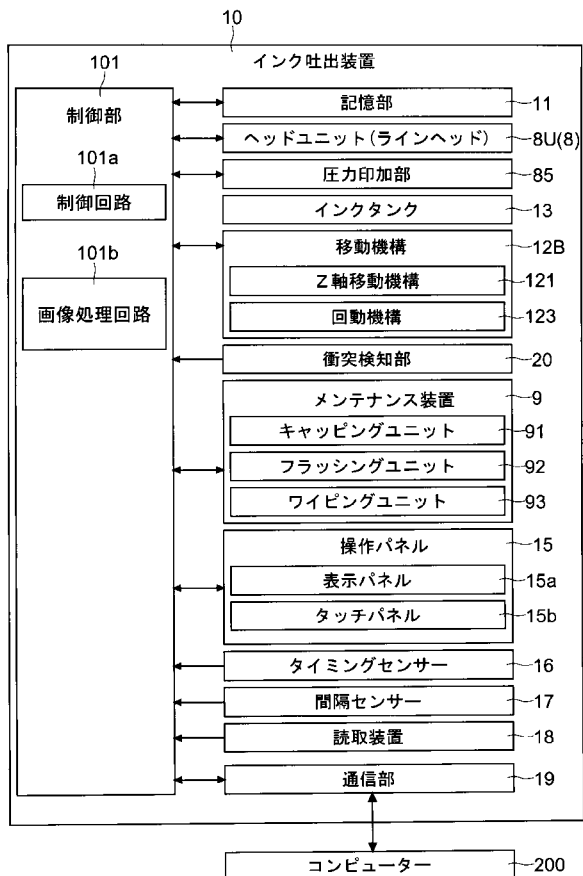 10
インク吐出装置
101
制御部
101a
制御回路
101b
画像処理回路
記憶部 11
ヘッドユニット(ラインヘッド) 8U(8)
圧力印加部 85
インクタンク 13
移動機構 12B
Z軸移動機構 121
回動機構 123
衝突検知部 20
メンテナンス装置 9
キャッピングユニット 91
フラッシングユニット 92
ワイピングユニット 93
操作パネル 15
表示パネル 15a
タッチパネル 15b
タイミングセンサー 16
間隔センサー 17
読取装置 18
通信部 19
コンピューター 200